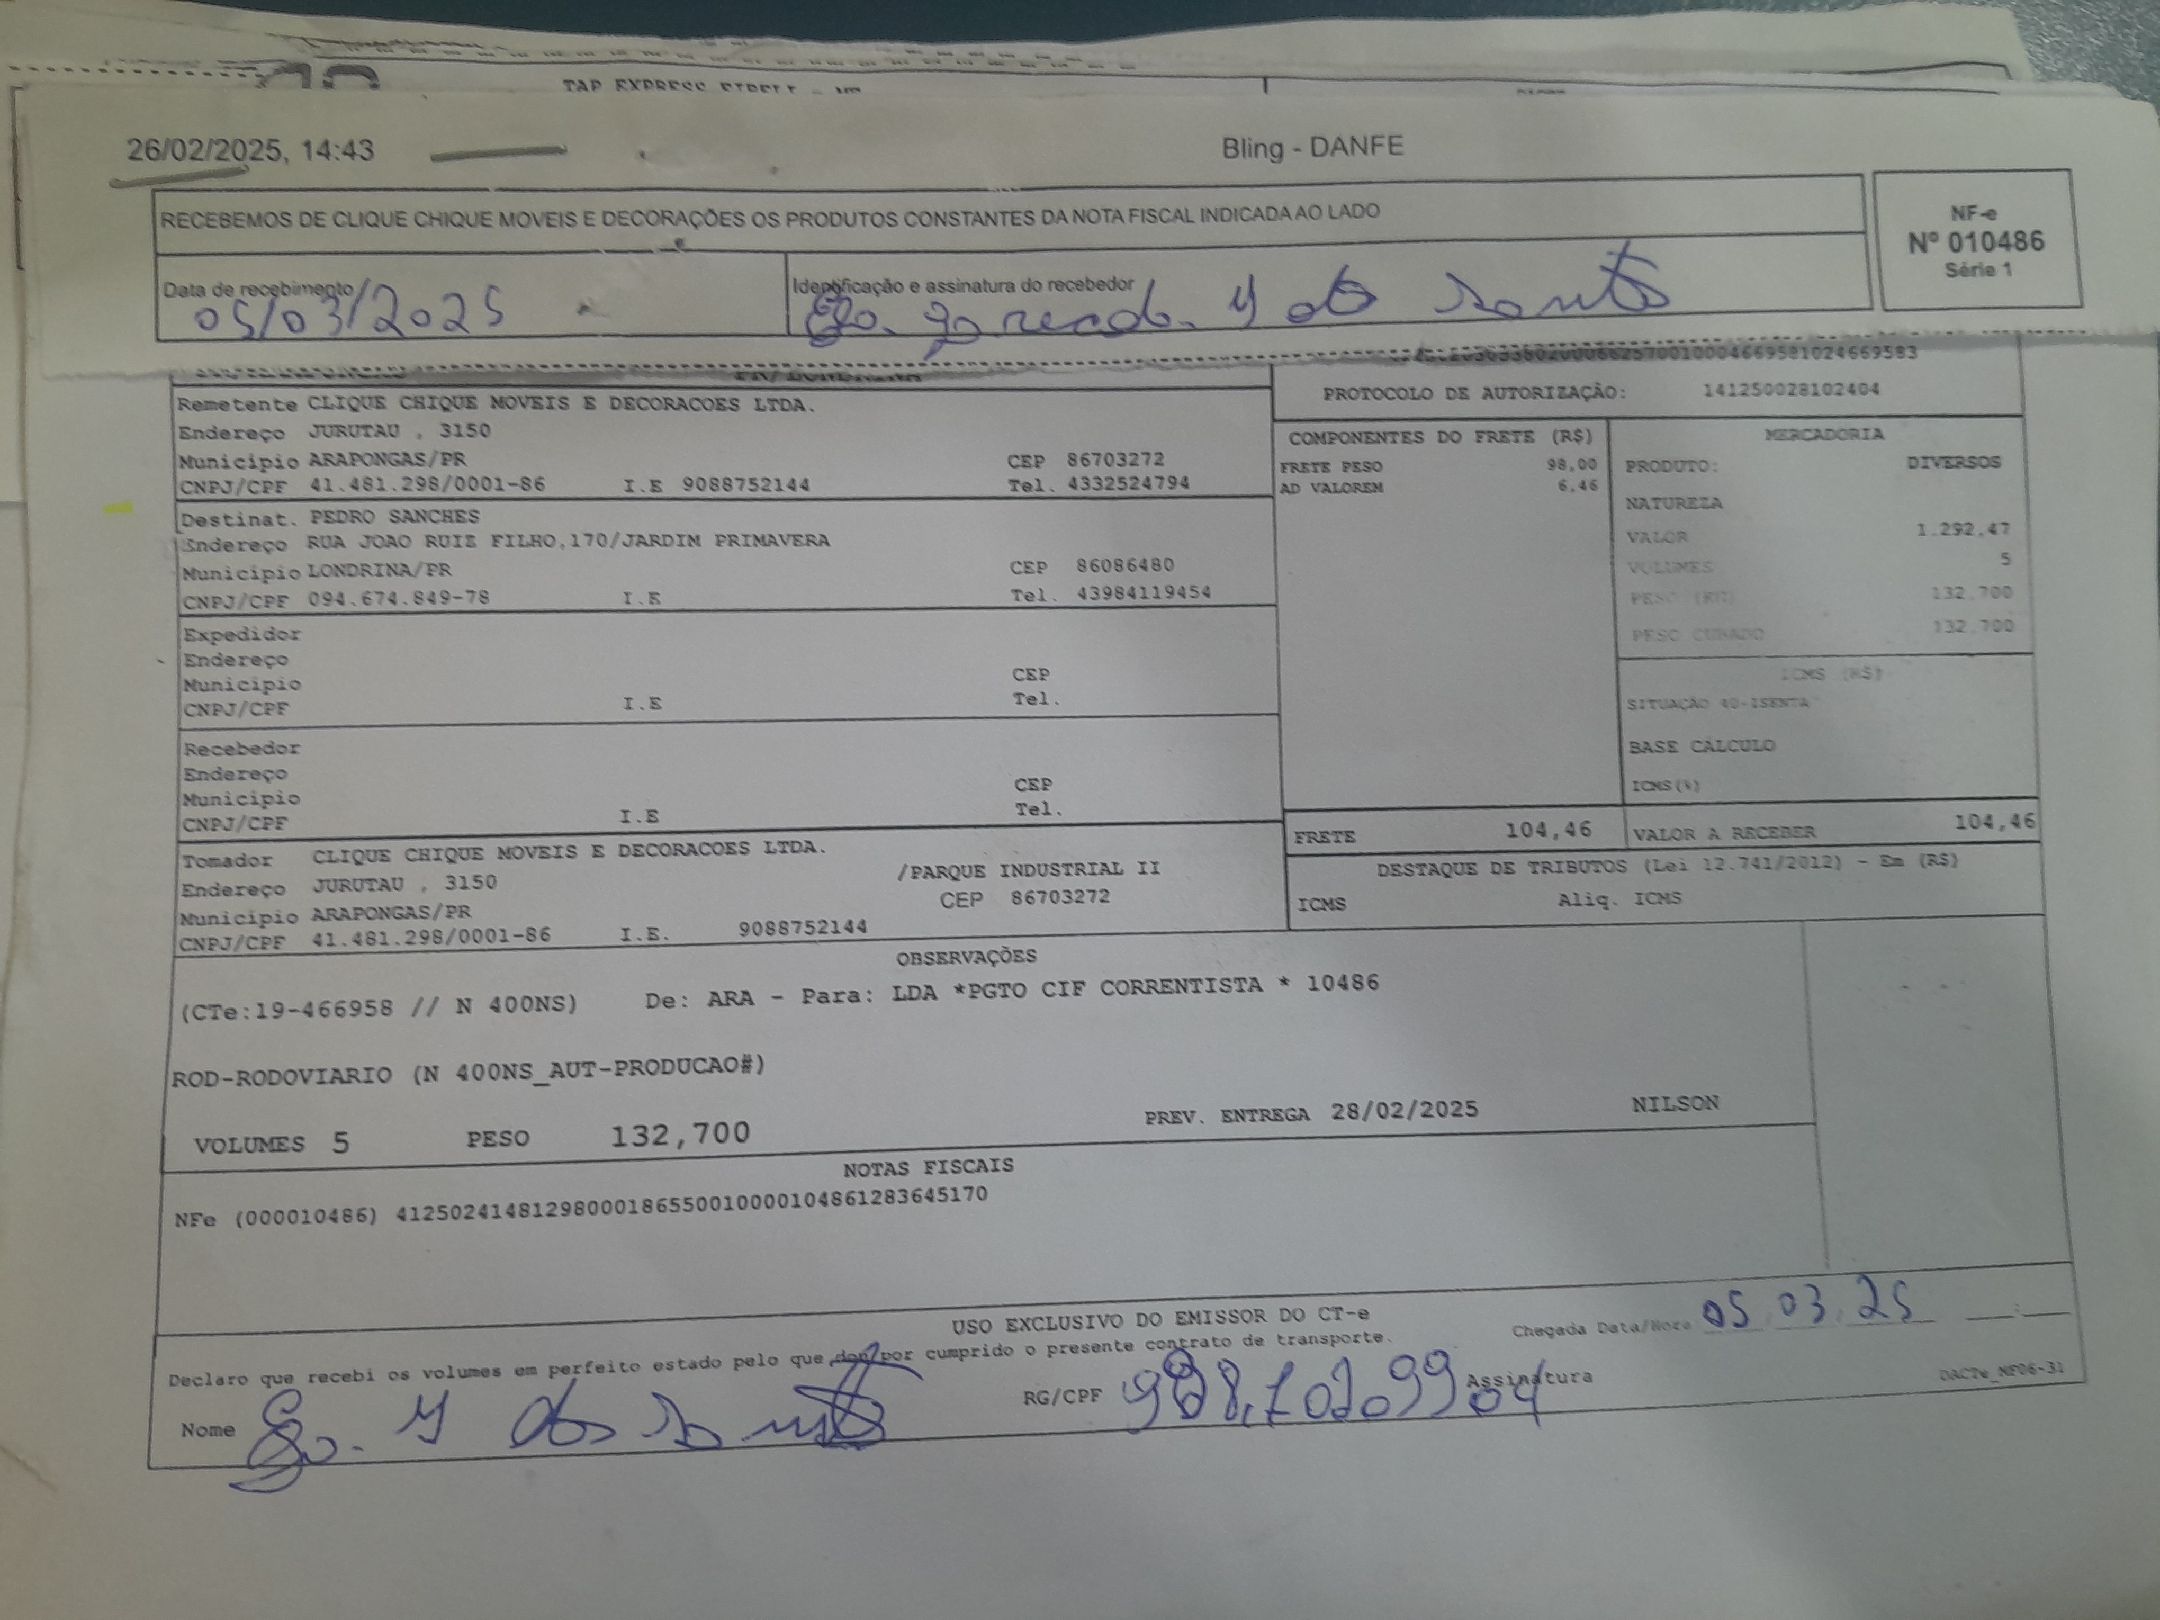 TAP EXPRESS
26/02/2025, 14:43
Bling - DANFE
RECEBEMOS DE CLIQUE CHIQUE MOVEIS E DECORAÇÕES OS PRODUTOS CONSTANTES DA NOTA FISCAL INDICADA AO LADO
NF-e
Nº 010486
Série 1
Data de recebimento
05/03/2025
Identificação e assinatura do recebedor
PROTOCOLO DE AUTORIZAÇÃO: 141250028102404
Remetente CLIQUE CHIQUE MOVEIS E DECORACOES LTDA.
Endereço JURUTAU , 3150
Município ARAPONGAS/PR CEP 86703272
CNPJ/CPF 41.481.298/0001-86 I.E 9088752144 Tel. 4332524794
Destinat. PEDRO SANCHES
Endereço RUA JOAO RUIZ FILHO,170/JARDIM PRIMAVERA
Município LONDRINA/PR CEP 86086480
CNPJ/CPF 094.674.849-78 I.E Tel. 43984119454
Expedidor
Endereço
Município CEP
CNPJ/CPF I.E Tel.
Recebedor
Endereço
Município CEP
CNPJ/CPF I.E Tel.
Tomador CLIQUE CHIQUE MOVEIS E DECORACOES LTDA.
Endereço JURUTAU , 3150 /PARQUE INDUSTRIAL II
Município ARAPONGAS/PR CEP 86703272
CNPJ/CPF 41.481.298/0001-86 I.E. 9088752144
COMPONENTES DO FRETE (R$)
FRETE PESO 98,00
AD VALOREM 6,46
MERCADORIA
PRODUTO: DIVERSOS
NATUREZA
VALOR 1.292,47
VOLUMES 5
PESO 132,700
PESO CUBADO 132,700
ICMS (R$)
SITUAÇÃO 40-ISENTA
BASE CÁLCULO
ICMS(%)
FRETE 104,46 VALOR A RECEBER 104,46
DESTAQUE DE TRIBUTOS (Lei 12.741/2012) - Em (R$)
ICMS Aliq. ICMS
OBSERVAÇÕES
(CTe:19-466958 // N 400NS) De: ARA - Para: LDA *PGTO CIF CORRENTISTA * 10486
ROD-RODOVIARIO (N 400NS_AUT-PRODUCAO#)
VOLUMES 5 PESO 132,700 PREV. ENTREGA 28/02/2025 NILSON
NOTAS FISCAIS
NFe (000010486) 41250241481298000186550010000104861283645170
USO EXCLUSIVO DO EMISSOR DO CT-e
Declaro que recebi os volumes em perfeito estado pelo que dou por cumprido o presente contrato de transporte.
Chegada Data/Hora 05 03 25
Nome
RG/CPF
Assinatura
DACTe_NF06-31